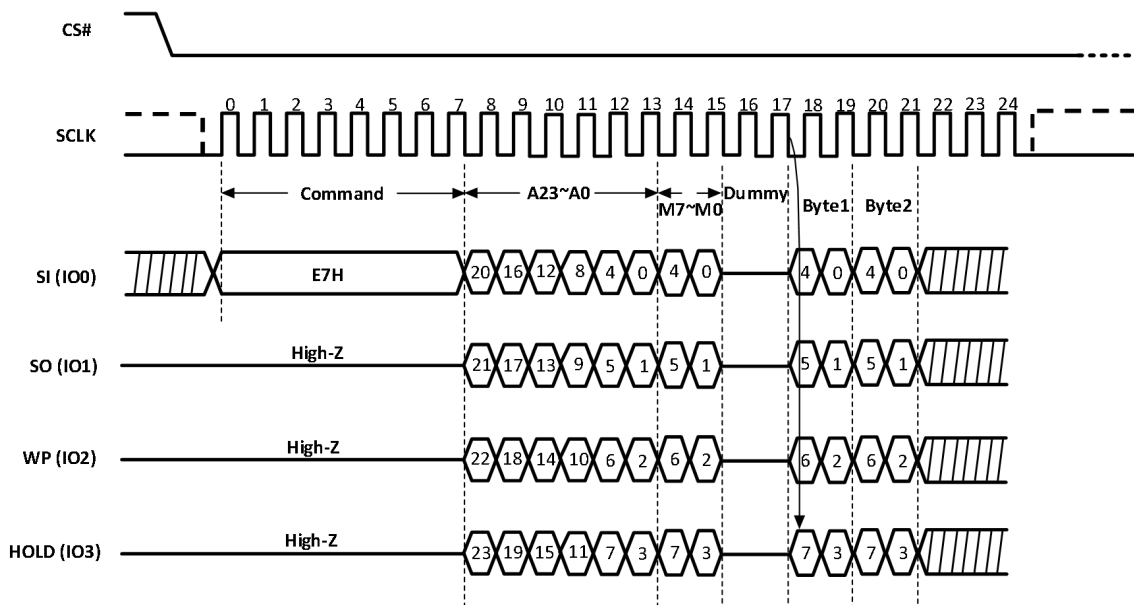 CS#
0 1 2 3 4 5 6 7 8 9 10 11 12 13 14 15 16 17 18 19 20 21 22 23 24
SCLK
Command A23~A0 M7~M0 Dummy Byte1 Byte2
SI (IO0) E7H 20 16 12 8 4 0 4 0 4 0 4 0
SO (IO1) High-Z 21 17 13 9 5 1 5 1 5 1 5 1
WP (IO2) High-Z 22 18 14 10 6 2 6 2 6 2 6 2
HOLD (IO3) High-Z 23 19 15 11 7 3 7 3 7 3 7 3